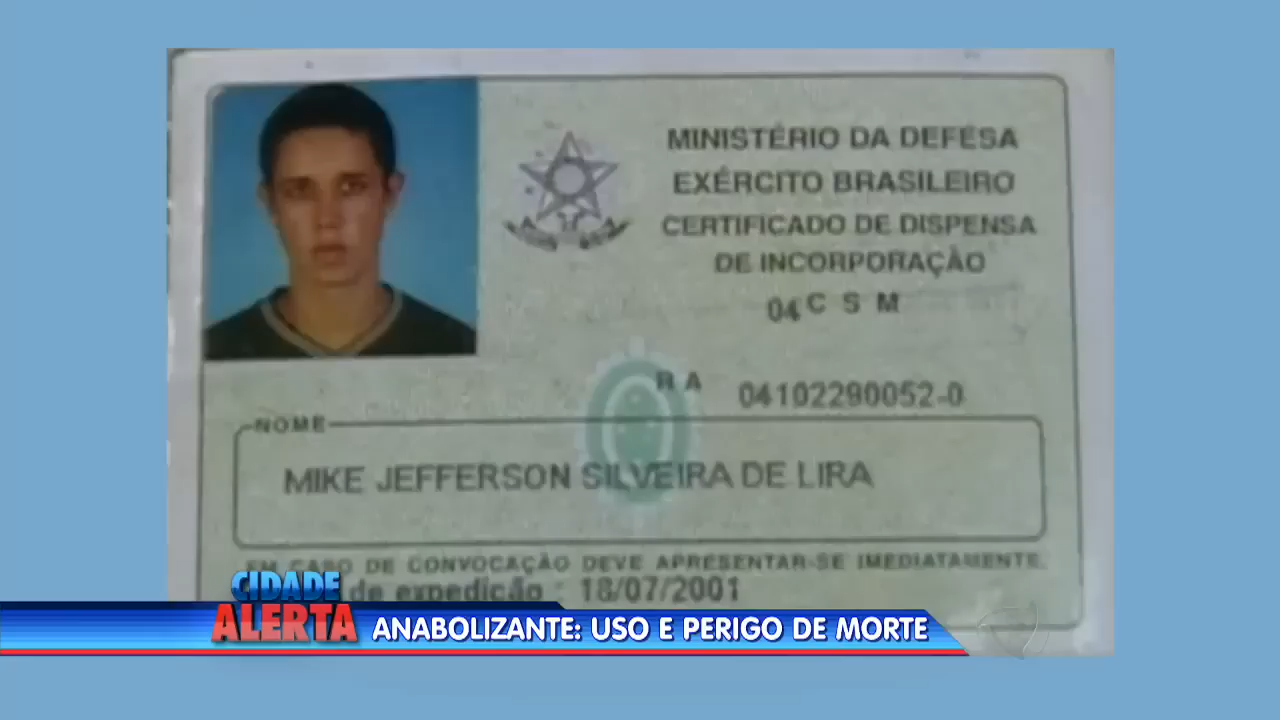 MINISTÉRIO DA DEFESA
EXÉRCITO BRASILEIRO
CERTIFICADO DE DISPENSA
DE INCORPORAÇÃO
04 C S M
R A 04102290052-0
NOME
MIKE JEFFERSON SILVEIRA DE LIRA
EM CASO DE CONVOCAÇÃO DEVE APRESENTAR-SE IMEDIATAMENTE
de expedição : 18/07/2001
CIDADE
ALERTA
ANABOLIZANTE: USO E PERIGO DE MORTE